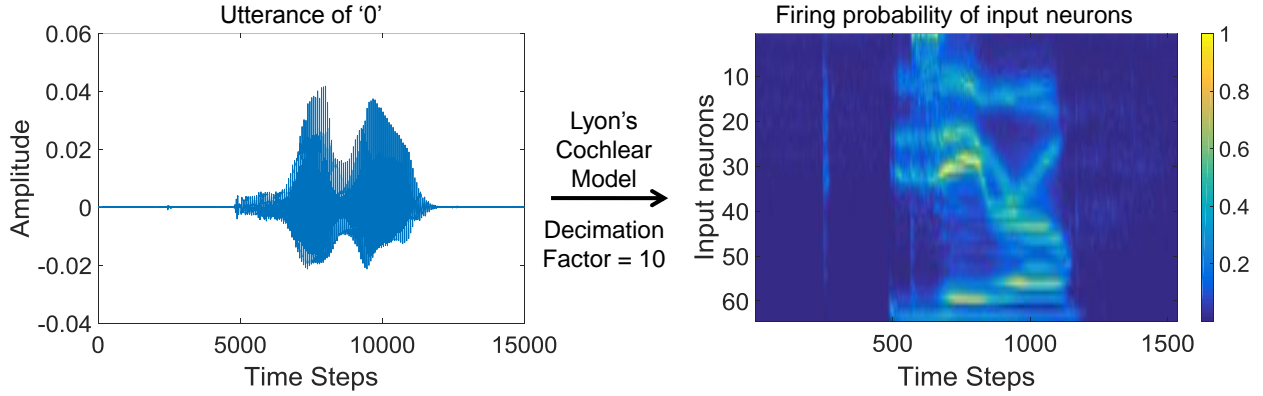 Utterance of ‘0’
0.06
0.04
0.02
0
-0.02
-0.04
Amplitude
0
5000
10000
15000
Time Steps
Lyon's
Cochlear
Model
Decimation
Factor = 10
Firing probability of input neurons
10
20
30
40
50
60
Input neurons
500
1000
1500
Time Steps
1
0.8
0.6
0.4
0.2